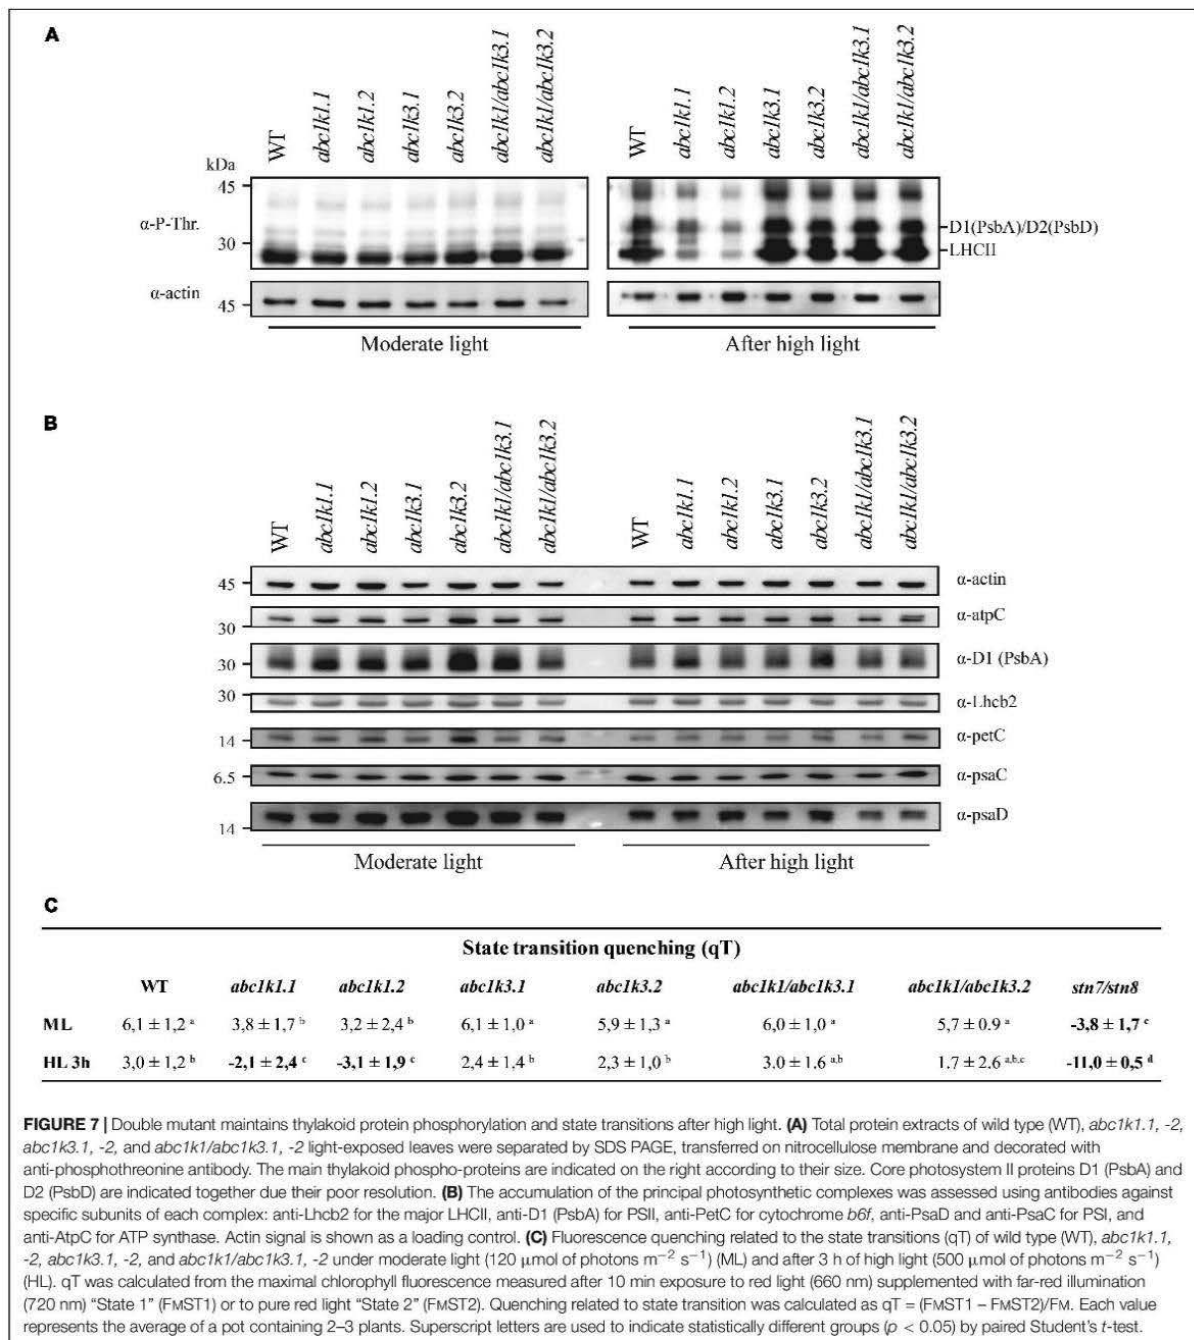 A
WT
abc1k1.1
abc1k1.2
abc1k3.1
abc1k3.2
abc1k1/abc1k3.1
abc1k1/abc1k3.2
WT
abc1k1.1
abc1k1.2
abc1k3.1
abc1k3.2
abc1k1/abc1k3.1
abc1k1/abc1k3.2
kDa
45
α-P-Thr.
30
D1(PsbA)/D2(PsbD)
LHCII
α-actin
45
Moderate light
After high light
B
WT
abc1k1.1
abc1k1.2
abc1k3.1
abc1k3.2
abc1k1/abc1k3.1
abc1k1/abc1k3.2
WT
abc1k1.1
abc1k1.2
abc1k3.1
abc1k3.2
abc1k1/abc1k3.1
abc1k1/abc1k3.2
45 α-actin
30 α-atpC
30 α-D1 (PsbA)
30 α-Lhcb2
14 α-petC
6.5 α-psaC
14 α-psaD
Moderate light
After high light
C
State transition quenching (qT)
WT abc1k1.1 abc1k1.2 abc1k3.1 abc1k3.2 abc1k1/abc1k3.1 abc1k1/abc1k3.2 stn7/stn8
ML 6,1 ± 1,2 a 3,8 ± 1,7 b 3,2 ± 2,4 b 6,1 ± 1,0 a 5,9 ± 1,3 a 6,0 ± 1,0 a 5,7 ± 0.9 a -3,8 ± 1,7 c
HL 3h 3,0 ± 1,2 b -2,1 ± 2,4 c -3,1 ± 1,9 c 2,4 ± 1,4 b 2,3 ± 1,0 b 3.0 ± 1.6 a,b 1.7 ± 2.6 a,b,c -11,0 ± 0,5 d
FIGURE 7 | Double mutant maintains thylakoid protein phosphorylation and state transitions after high light. (A) Total protein extracts of wild type (WT), abc1k1.1, -2,
abc1k3.1, -2, and abc1k1/abc1k3.1, -2 light-exposed leaves were separated by SDS PAGE, transferred on nitrocellulose membrane and decorated with
anti-phosphothreonine antibody. The main thylakoid phospho-proteins are indicated on the right according to their size. Core photosystem II proteins D1 (PsbA) and
D2 (PsbD) are indicated together due their poor resolution. (B) The accumulation of the principal photosynthetic complexes was assessed using antibodies against
specific subunits of each complex: anti-Lhcb2 for the major LHCII, anti-D1 (PsbA) for PSII, anti-PetC for cytochrome b6f, anti-PsaD and anti-PsaC for PSI, and
anti-AtpC for ATP synthase. Actin signal is shown as a loading control. (C) Fluorescence quenching related to the state transitions (qT) of wild type (WT), abc1k1.1,
-2, abc1k3.1, -2, and abc1k1/abc1k3.1, -2 under moderate light (120 μmol of photons m−2 s−1) (ML) and after 3 h of high light (500 μmol of photons m−2 s−1)
(HL). qT was calculated from the maximal chlorophyll fluorescence measured after 10 min exposure to red light (660 nm) supplemented with far-red illumination
(720 nm) “State 1” (FMST1) or to pure red light “State 2” (FMST2). Quenching related to state transition was calculated as qT = (FMST1 – FMST2)/FM. Each value
represents the average of a pot containing 2–3 plants. Superscript letters are used to indicate statistically different groups (p < 0.05) by paired Student’s t-test.